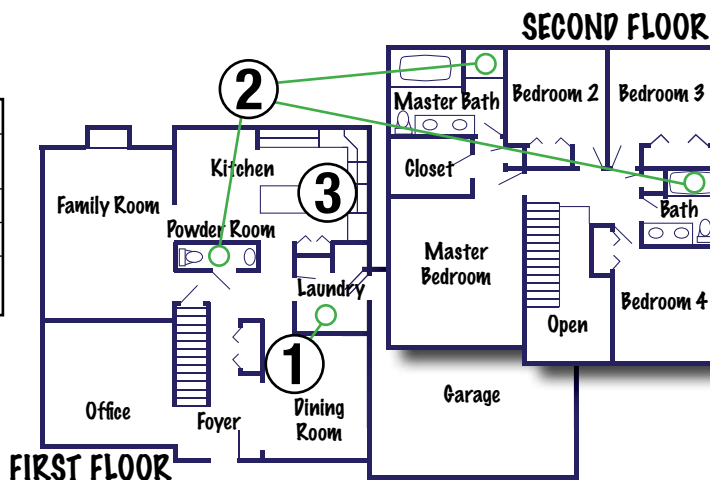 SECOND FLOOR
2
Master Bath
Bedroom 2
Bedroom 3
Kitchen
Closet
3
Family Room
Bath
Powder Room
Master
Bedroom
Laundry
Bedroom 4
Open
1
Garage
Office
Foyer
Dining
Room
FIRST FLOOR